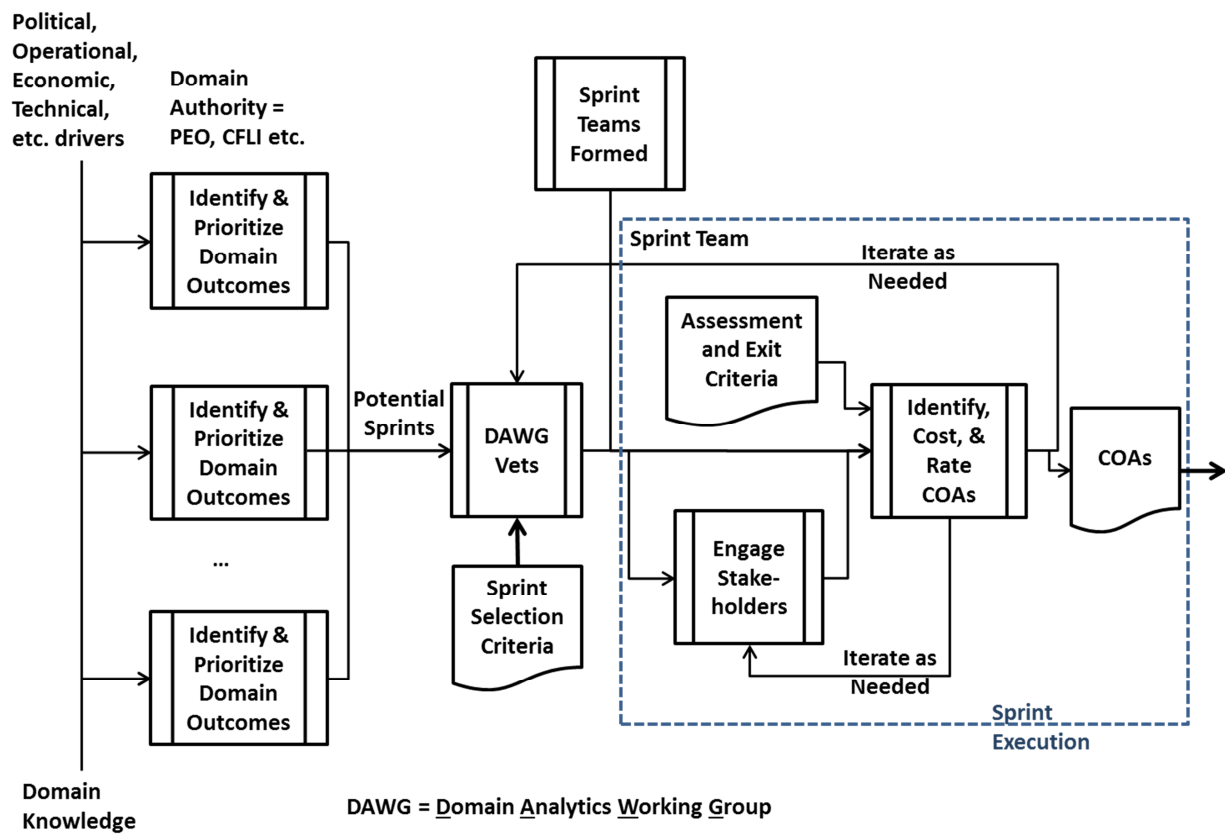 Political,
Operational,
Economic,
Technical,
etc. drivers
Domain
Authority =
PEO, CFLI etc.
Sprint
Teams
Formed
Identify &
Prioritize
Domain
Outcomes
Sprint Team
Iterate as
Needed
Assessment
and Exit
Criteria
Identify &
Prioritize
Domain
Outcomes
Potential
Sprints
DAWG
Vets
Identify,
Cost, &
Rate
COAs
COAs
...
Sprint
Selection
Criteria
Engage
Stake-
holders
Identify &
Prioritize
Domain
Outcomes
Iterate as
Needed
Sprint
Execution
Domain
Knowledge
DAWG = Domain Analytics Working Group